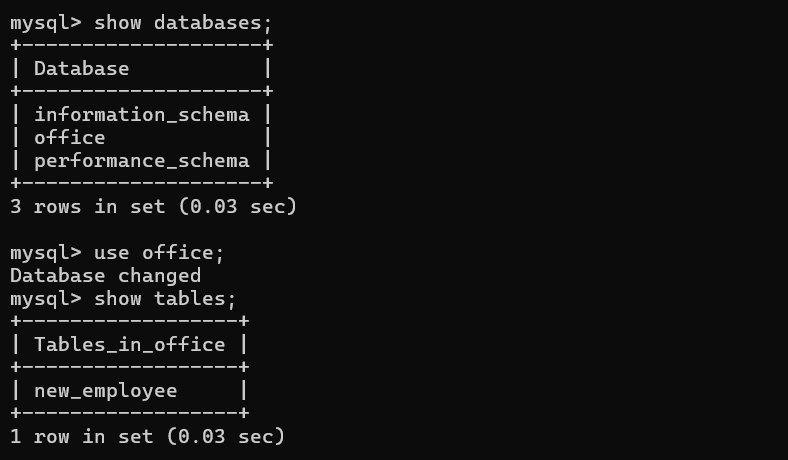 mysql> show databases;
+--------------------+
| Database           |
+--------------------+
| information_schema |
| office             |
| performance_schema |
+--------------------+
3 rows in set (0.03 sec)

mysql> use office;
Database changed
mysql> show tables;
+------------------+
| Tables_in_office |
+------------------+
| new_employee     |
+------------------+
1 row in set (0.03 sec)